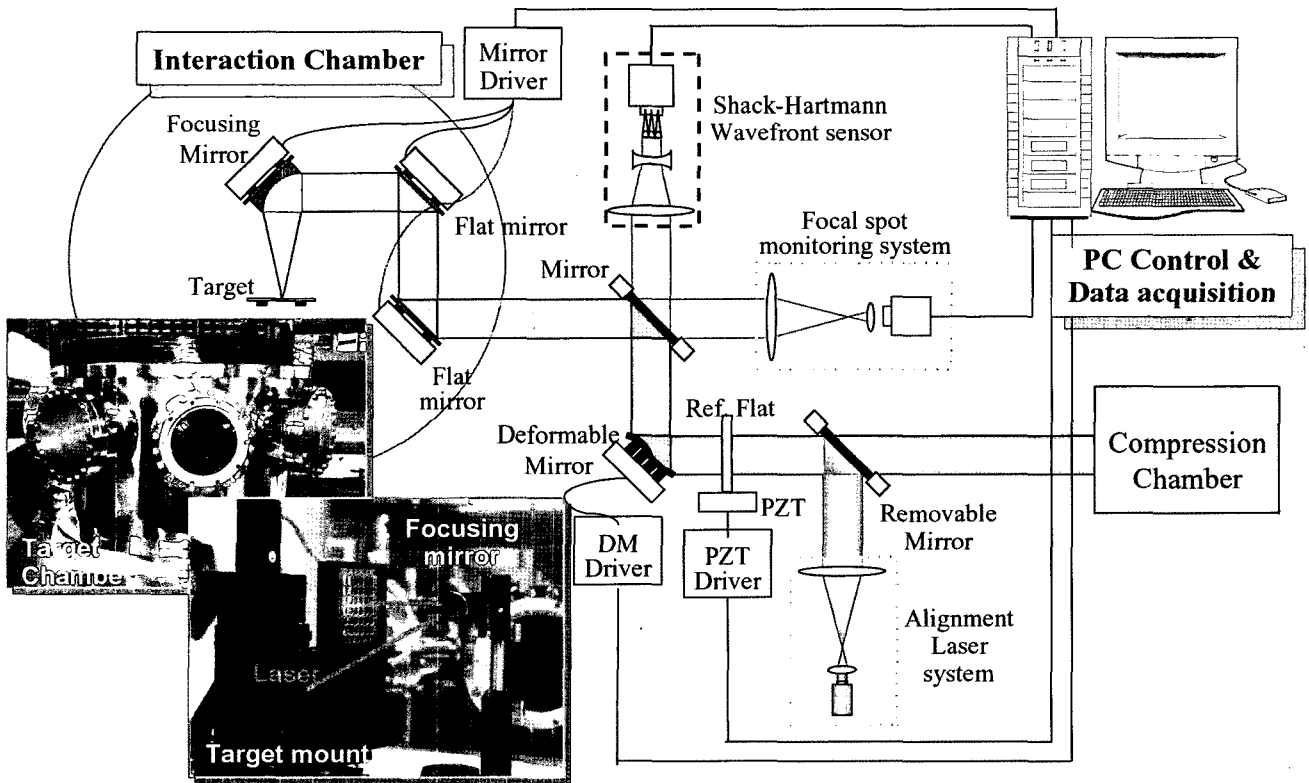 Interaction Chamber
Mirror
Driver
Focusing
Mirror
Flat mirror
Target
Flat
mirror
Shack-Hartmann
Wavefront sensor
Focal spot
monitoring system
Mirror
PC Control &
Data acquisition
Deformable
Mirror
Ref. Flat
PZT
Removable
Mirror
Compression
Chamber
DM
Driver
PZT
Driver
Alignment
Laser
system
Target
Chamber
Focusing
mirror
Laser
Target mount